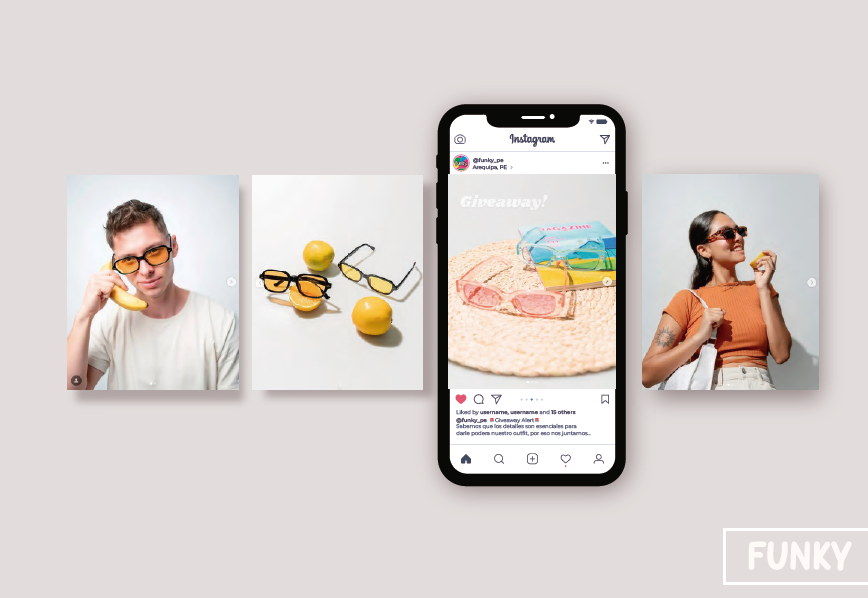 Instagram
@funky_pe
Arequipa, PE >
Giveaway!
Liked by username, username and 15 others
@funky_pe Giveaway Alert
Sabemos que los detalles son esenciales para
darle podera nuestro outfit, por eso nos juntamos...
FUNKY